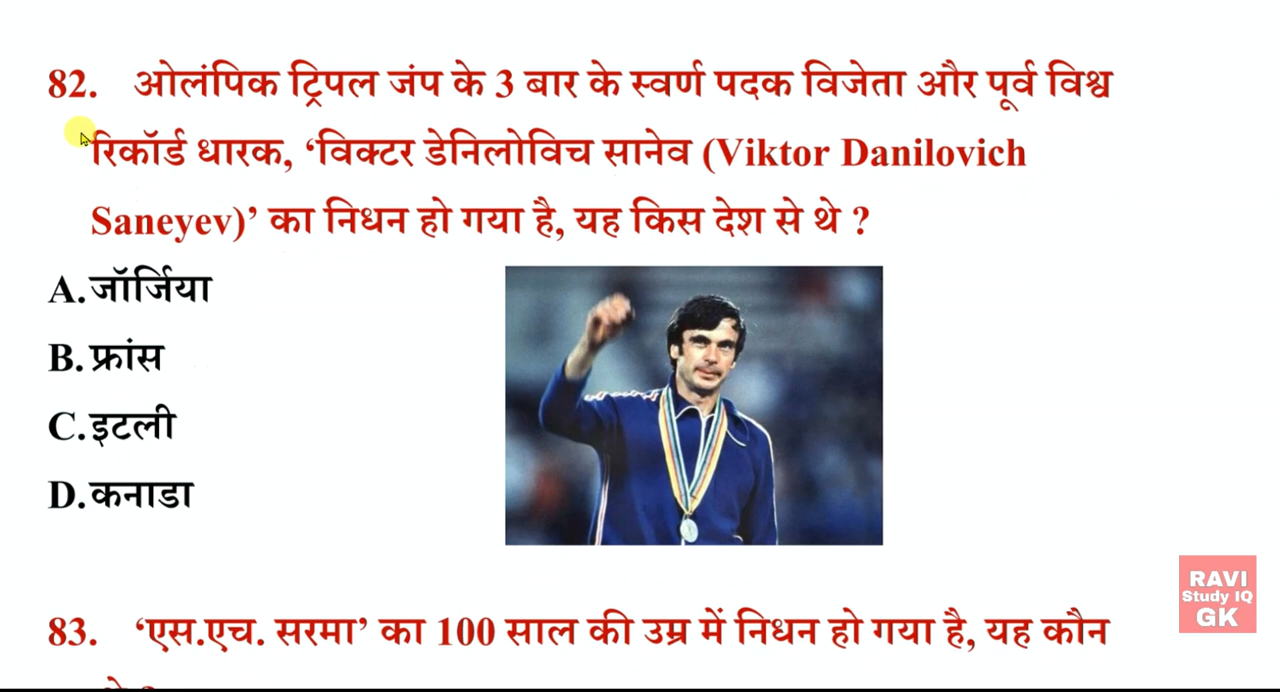 82. ओलंपिक ट्रिपल जंप के 3 बार के स्वर्ण पदक विजेता और पूर्व विश्व
रिकॉर्ड धारक, ‘विक्टर डेनिलोविच सानेव (Viktor Danilovich
Saneyev)’ का निधन हो गया है, यह किस देश से थे ?
A. जॉर्जिया
B. फ्रांस
C. इटली
D. कनाडा
RAVI
Study IQ
GK
83. ‘एस.एच. सरमा’ का 100 साल की उम्र में निधन हो गया है, यह कौन